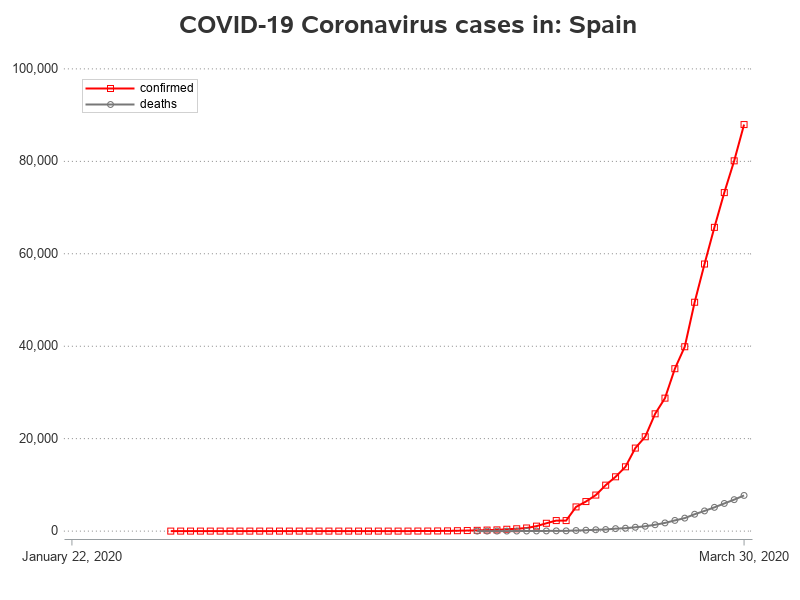 COVID-19 Coronavirus cases in: Spain
100,000
confirmed
deaths
80,000
60,000
40,000
20,000
0
January 22, 2020
March 30, 2020